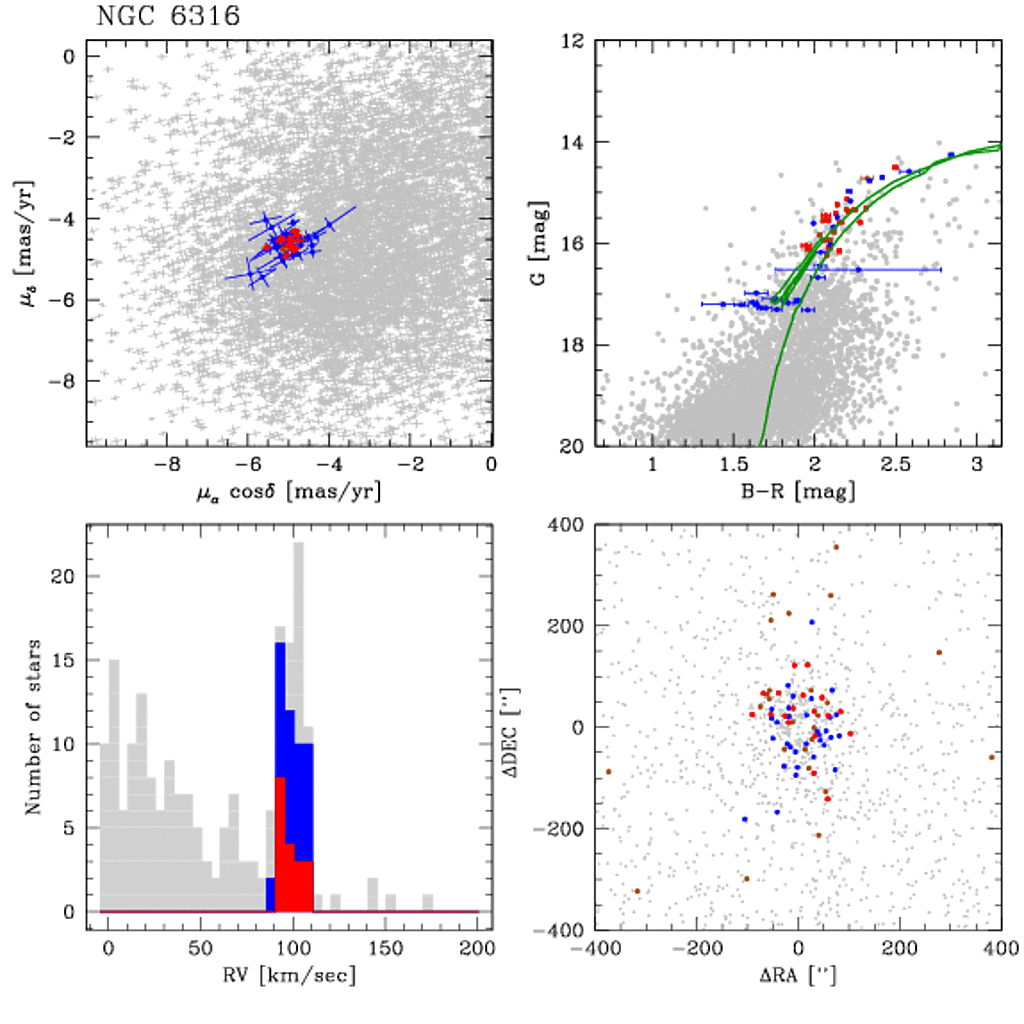 NGC 6316
0
−2
−4
−6
−8
μδ [mas/yr]
−8 −6 −4 −2 0
μα cosδ [mas/yr]
12
14
16
18
20
G [mag]
1 1.5 2 2.5 3
B−R [mag]
20
15
10
5
0
Number of stars
0 50 100 150 200
RV [km/sec]
400
200
0
−200
−400
ΔDEC ["]
−400 −200 0 200 400
ΔRA ["]